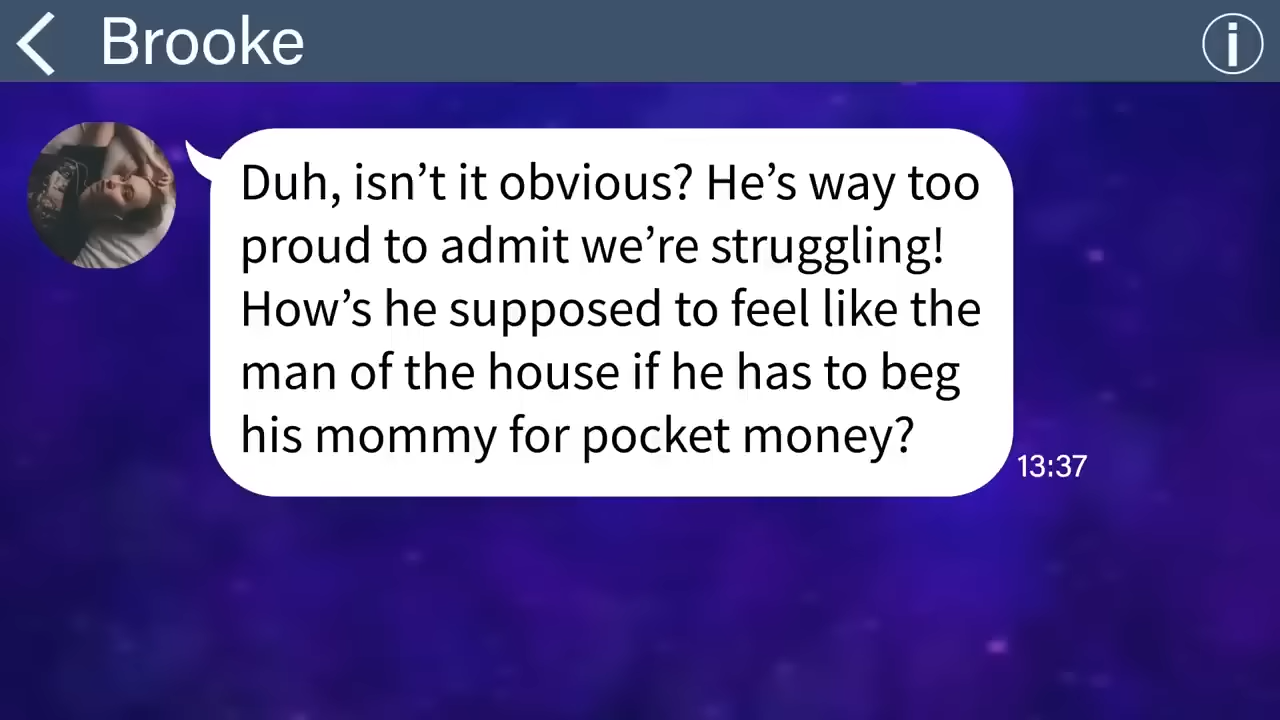 Brooke
Duh, isn’t it obvious? He’s way too
proud to admit we’re struggling!
How’s he supposed to feel like the
man of the house if he has to beg
his mommy for pocket money?
13:37